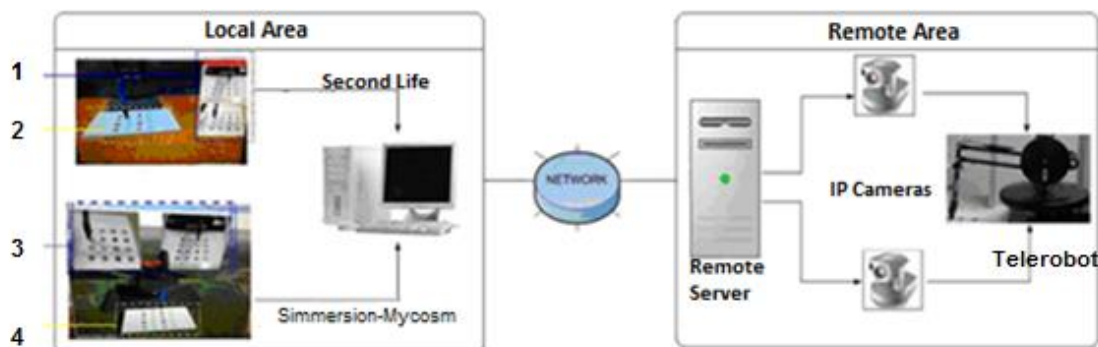 Local Area
Remote Area
1
2
3
4
Second Life
Simmersion-Mycosm
NETWORK
Remote
Server
IP Cameras
Telerobot